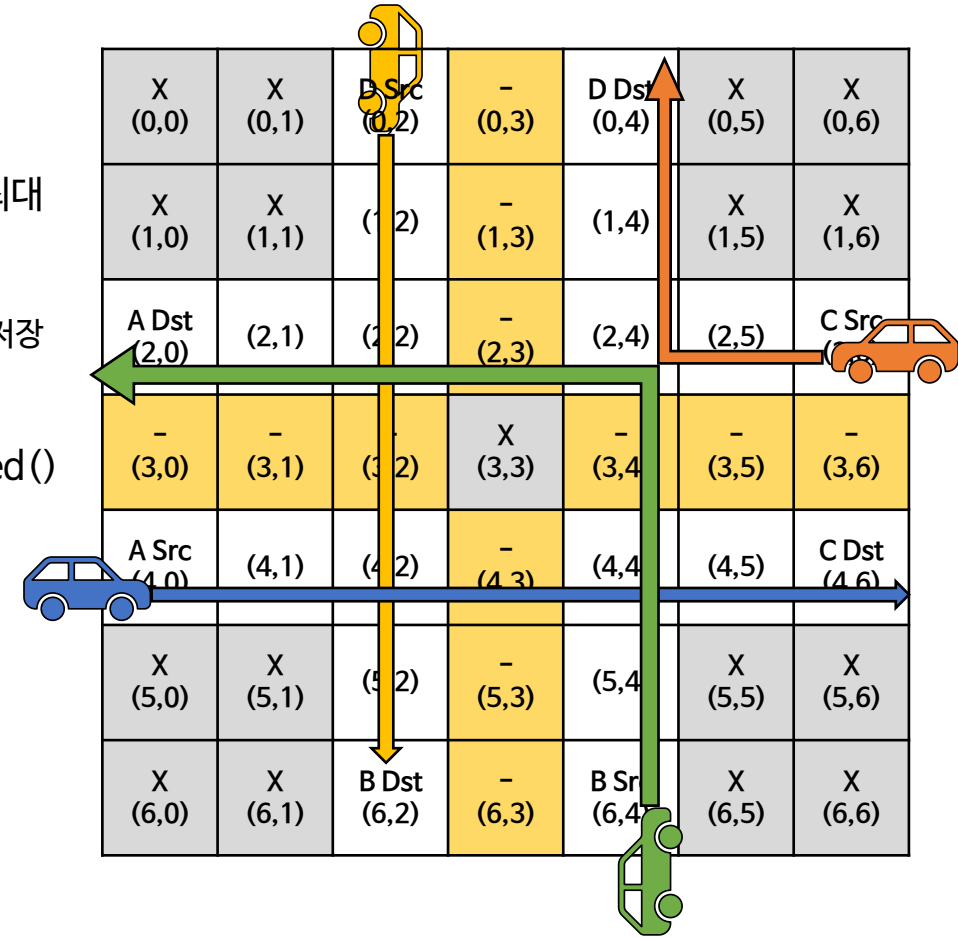 최대
저장
ed()
X
(0,0)
X
(0,1)
D Src
(0,2)
-
(0,3)
D Dst
(0,4)
X
(0,5)
X
(0,6)
X
(1,0)
X
(1,1)
(1,2)
-
(1,3)
(1,4)
X
(1,5)
X
(1,6)
A Dst
(2,0)
(2,1)
(2,2)
-
(2,3)
(2,4)
(2,5)
C Src
-
(3,0)
-
(3,1)
-
(3,2)
X
(3,3)
-
(3,4
-
(3,5)
-
(3,6)
A Src
(4,0)
(4,1)
(4,2)
-
(4,3)
(4,4
(4,5)
C Dst
(4,6)
X
(5,0)
X
(5,1)
(5,2)
-
(5,3)
(5,4
X
(5,5)
X
(5,6)
X
(6,0)
X
(6,1)
B Dst
(6,2)
-
(6,3)
B Src
(6,4)
X
(6,5)
X
(6,6)